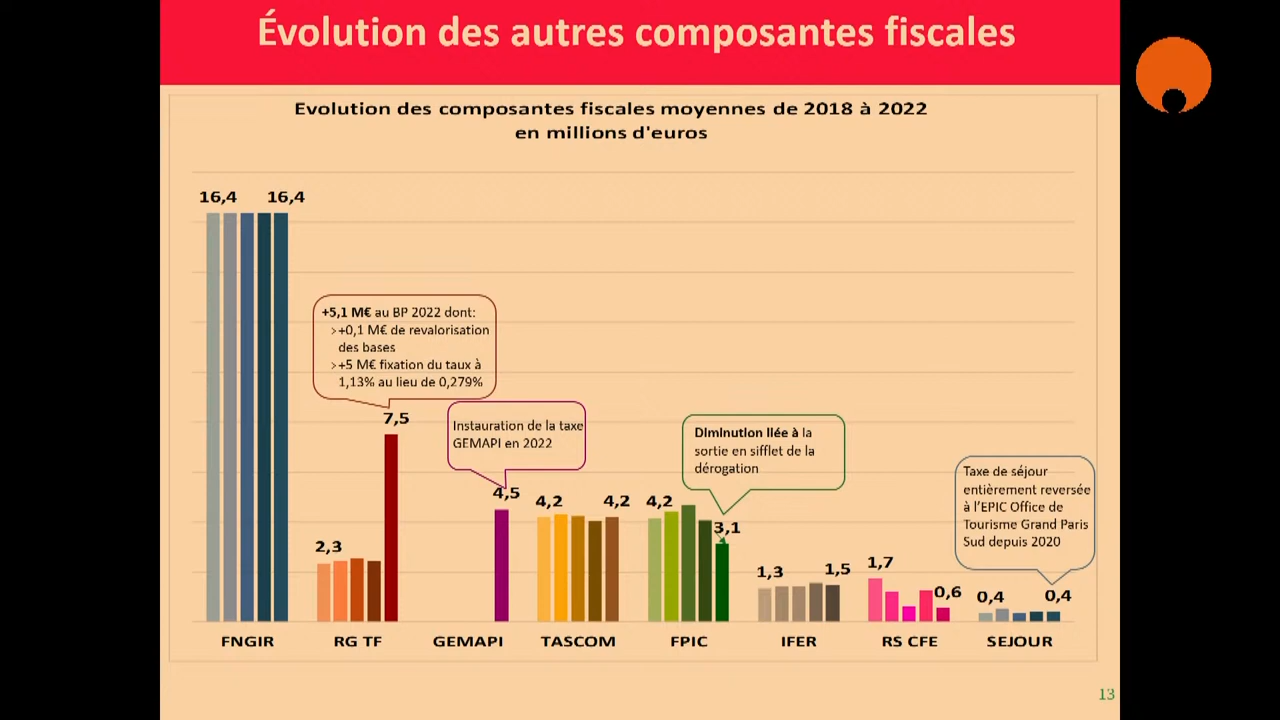 Évolution des autres composantes fiscales
Evolution des composantes fiscales moyennes de 2018 à 2022
en millions d'euros
16,4 16,4
+5,1 M€ au BP 2022 dont:
>+0,1 M€ de revalorisation
des bases
>+5 M€ fixation du taux à
1,13% au lieu de 0,279%
2,3 7,5
Instauration de la taxe
GEMAPI en 2022
4,5
4,2 4,2
Diminution liée à la
sortie en sifflet de la
dérogation
4,2 3,1
1,3 1,5
1,7 0,6
Taxe de séjour
entièrement reversée
à l'EPIC Office de
Tourisme Grand Paris
Sud depuis 2020
0,4 0,4
FNGIR RG TF GEMAPI TASCOM FPIC IFER RS CFE SEJOUR
13